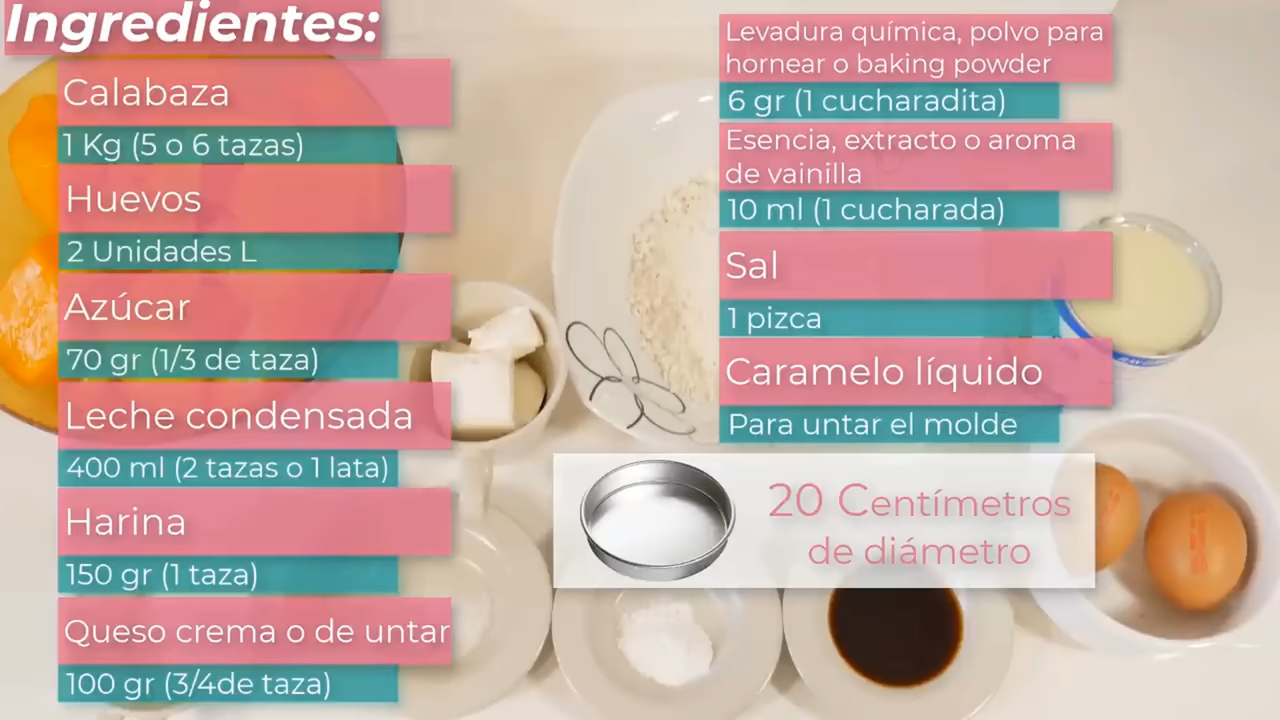 Ingredientes:
Calabaza
1 Kg (5 o 6 tazas)
Huevos
2 Unidades L
Azúcar
70 gr (1/3 de taza)
Leche condensada
400 ml (2 tazas o 1 lata)
Harina
150 gr (1 taza)
Queso crema o de untar
100 gr (3/4de taza)
Levadura química, polvo para
hornear o baking powder
6 gr (1 cucharadita)
Esencia, extracto o aroma
de vainilla
10 ml (1 cucharada)
Sal
1 pizca
Caramelo líquido
Para untar el molde
20 Centímetros
de diámetro